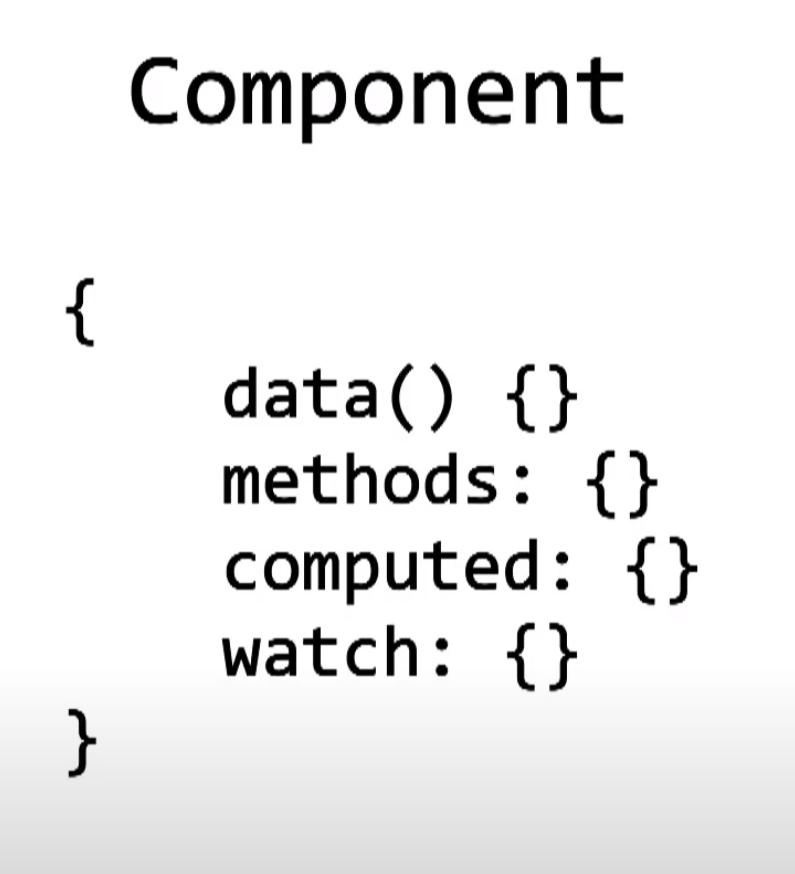 Component
{
data() {}
methods: {}
computed: {}
watch: {}
}